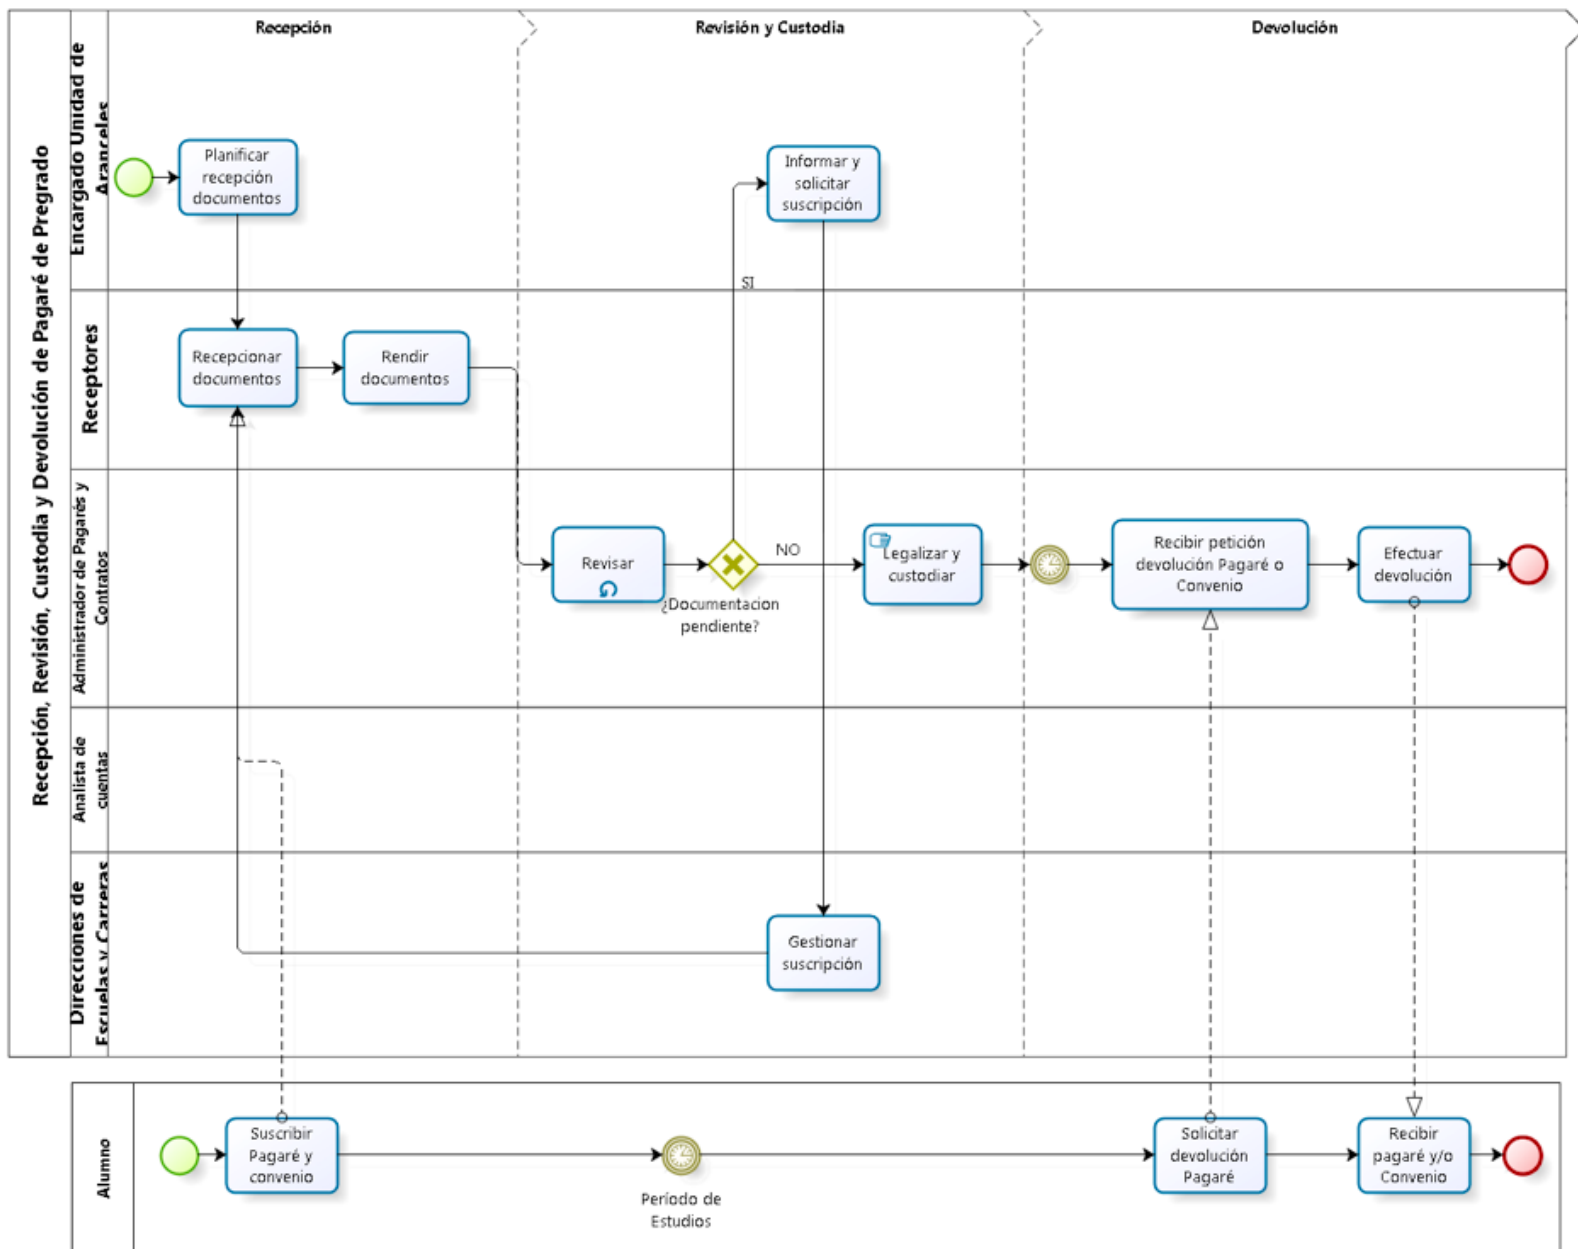 Recepción
Revisión y Custodia
Devolución
Recepción, Revisión, Custodia y Devolución de Pagaré de Pregrado
Encargado Unidad de
Aranceles
Planificar
recepción
documentos
Informar y
solicitar
suscripción
SI
Receptores
Recepcionar
documentos
Rendir
documentos
Administrador de Pagarés y
Contratos
Revisar
¿Documentacion
pendiente?
NO
Legalizar y
custodiar
Recibir petición
devolución Pagaré o
Convenio
Efectuar
devolución
Analista de
cuentas
Direcciones de
Escuelas y Carreras
Gestionar
suscripción
Alumno
Suscribir
Pagaré y
convenio
Período de
Estudios
Solicitar
devolución
Pagaré
Recibir
pagaré y/o
Convenio